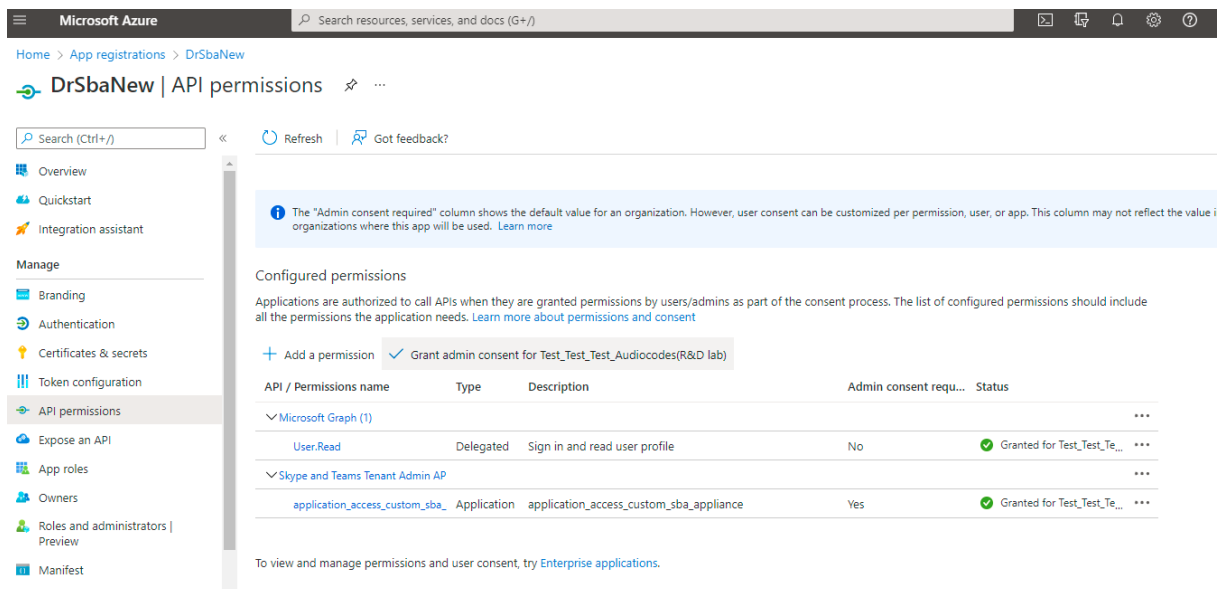 Microsoft Azure
Search resources, services, and docs (G+/)
Home > App registrations > DrSbaNew
DrSbaNew | API permissions
Search (Ctrl+/)
Refresh
Got feedback?
Overview
Quickstart
Integration assistant
The "Admin consent required" column shows the default value for an organization. However, user consent can be customized per permission, user, or app. This column may not reflect the value i
organizations where this app will be used. Learn more
Manage
Branding
Authentication
Certificates & secrets
Token configuration
API permissions
Expose an API
App roles
Owners
Roles and administrators |
Preview
Manifest
Configured permissions
Applications are authorized to call APIs when they are granted permissions by users/admins as part of the consent process. The list of configured permissions should include
all the permissions the application needs. Learn more about permissions and consent
Add a permission
Grant admin consent for Test_Test_Test_Audiocodes(R&D lab)
API / Permissions name Type Description Admin consent requ... Status
Microsoft Graph (1)
User.Read Delegated Sign in and read user profile No Granted for Test_Test_Te...
Skype and Teams Tenant Admin AP
application_access_custom_sba_ Application application_access_custom_sba_appliance Yes Granted for Test_Test_Te...
To view and manage permissions and user consent, try Enterprise applications.